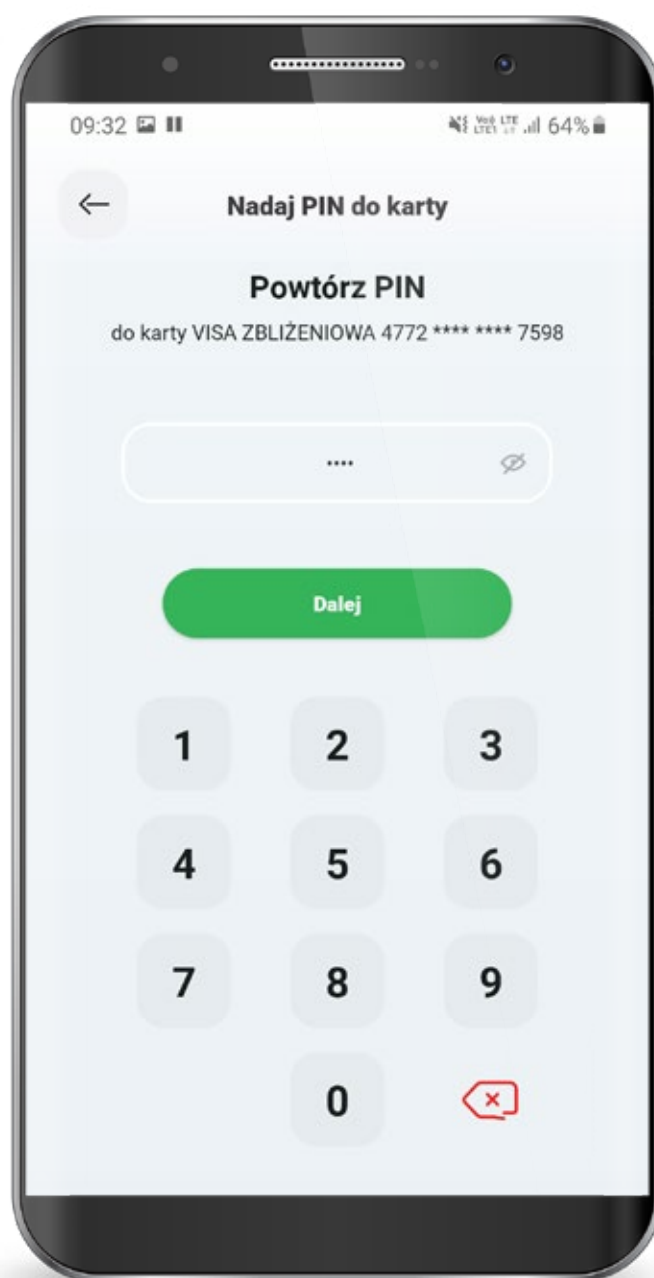 09:32 64%
Nadaj PIN do karty
Powtórz PIN
do karty VISA ZBLIŻENIOWA 4772 **** **** 7598
••••
Dalej
1 2 3
4 5 6
7 8 9
0